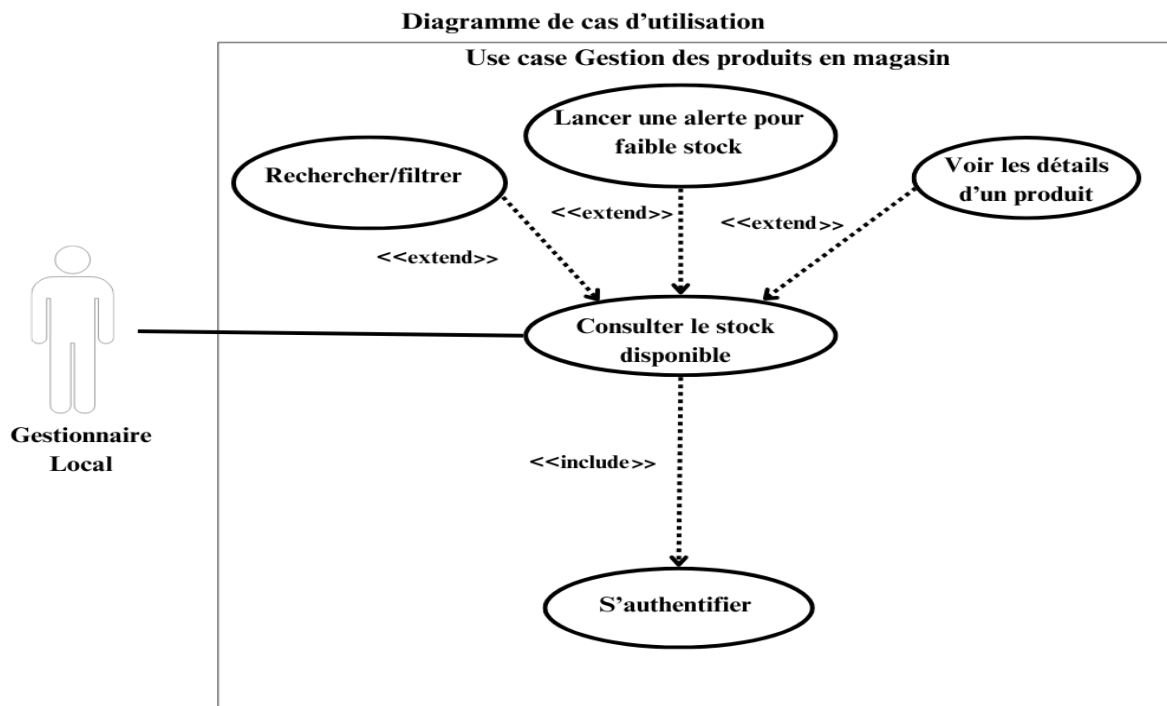 Diagramme de cas d’utilisation
Use case Gestion des produits en magasin
Lancer une alerte pour
faible stock
Rechercher/filtrer
Voir les détails
d’un produit
<<extend>>
<<extend>>
<<extend>>
Consulter le stock
disponible
Gestionnaire
Local
<<include>>
S’authentifier